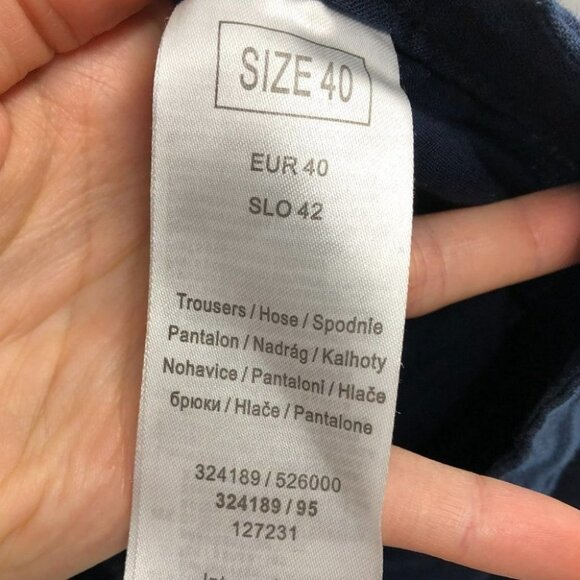 SIZE 40
EUR 40
SLO 42
Trousers / Hose / Spodnie
Pantalon / Nadrág / Kalhoty
Nohavice / Pantaloni / Hlače
брюки / Hlače / Pantalone
324189 / 526000
324189 / 95
127231